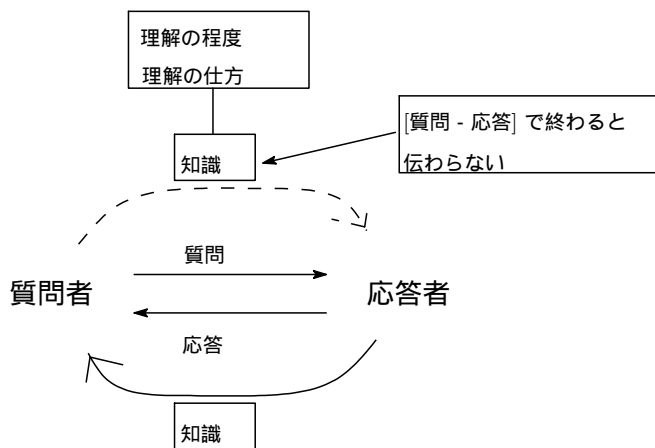 理解の程度
理解の仕方
[質問 - 応答] で終わると
伝わらない
知識
質問
質問者
応答者
応答
知識